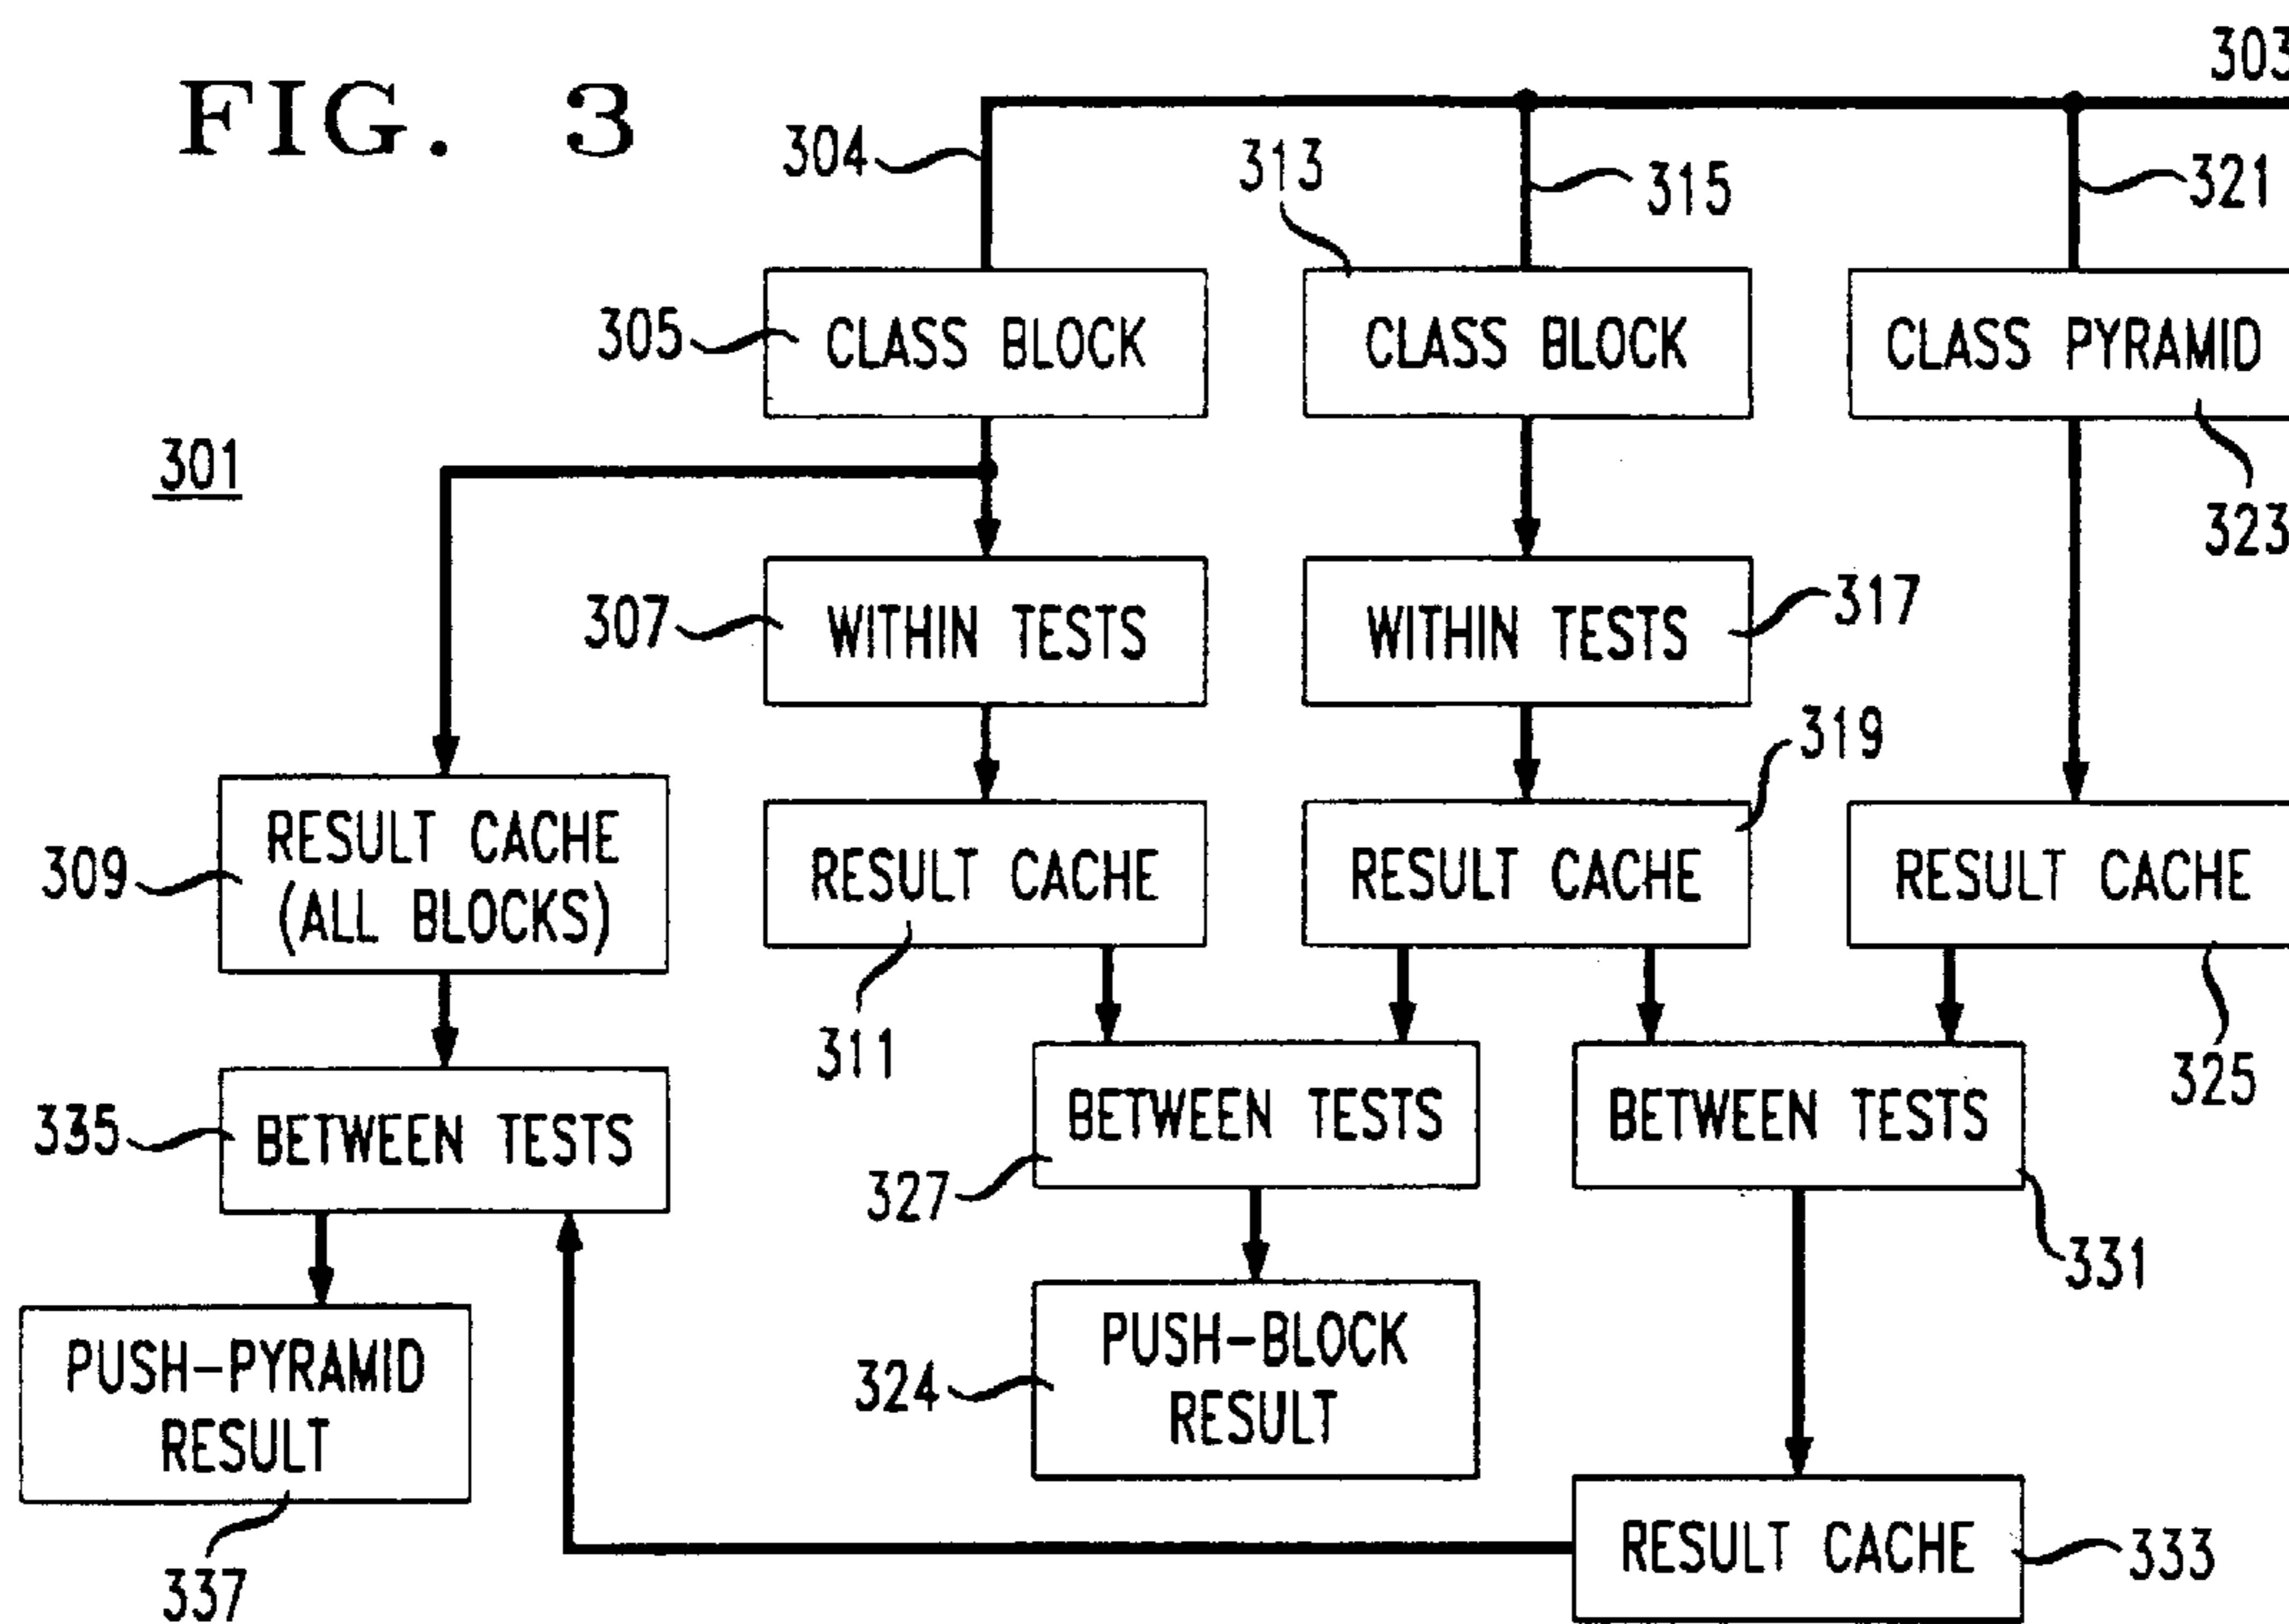 FIG. 3
303
304
313
315
321
305
CLASS BLOCK
CLASS BLOCK
CLASS PYRAMID
301
323
307
WITHIN TESTS
WITHIN TESTS
317
319
309
RESULT CACHE
(ALL BLOCKS)
RESULT CACHE
RESULT CACHE
RESULT CACHE
311
325
335
BETWEEN TESTS
BETWEEN TESTS
BETWEEN TESTS
327
331
PUSH-PYRAMID
RESULT
324
PUSH-BLOCK
RESULT
337
RESULT CACHE
333